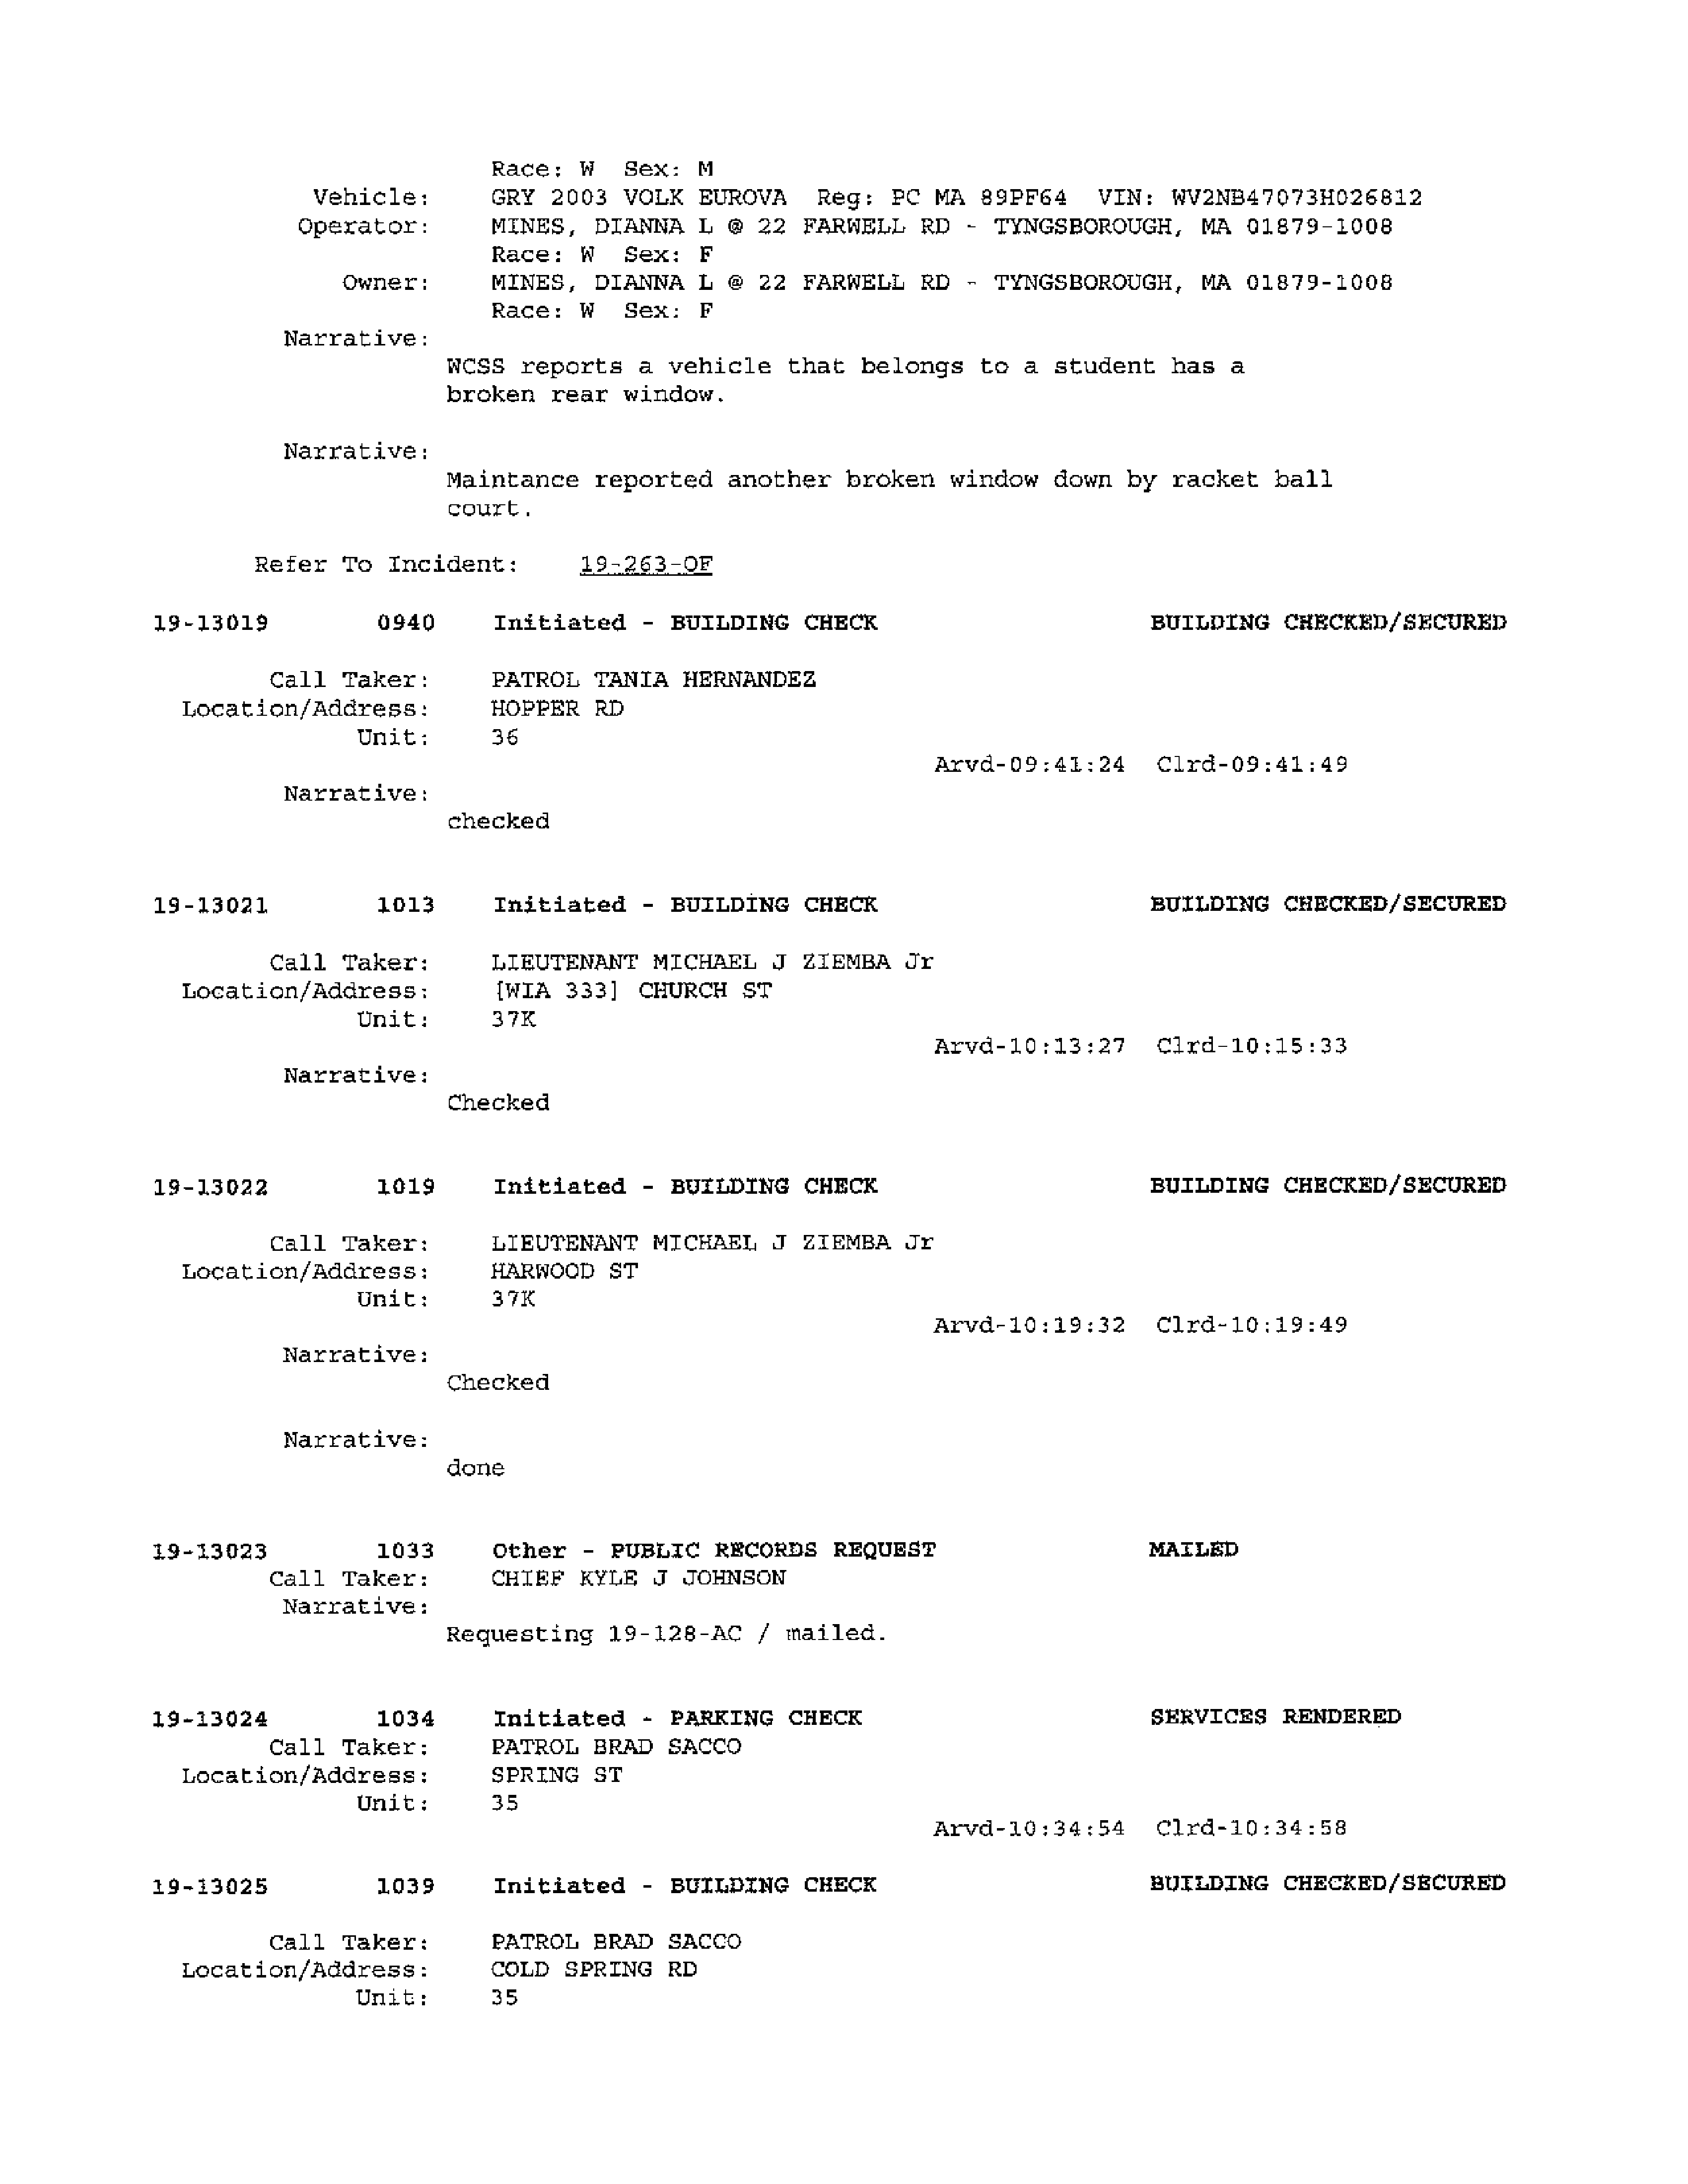 Race: W Sex: M
Vehicle: GRY 2003 VOLK EUROVA Reg: PC MA 89PF64 VIN: WV2NB47073H026812
Operator: MINES, DIANNA L @ 22 FARWELL RD - TYNGSBOROUGH, MA 01879-1008
Race: W Sex: F
Owner: MINES, DIANNA L @ 22 FARWELL RD - TYNGSBOROUGH, MA 01879-1008
Race: W Sex: F
Narrative:
WCSS reports a vehicle that belongs to a student has a
broken rear window.
Narrative:
Maintance reported another broken window down by racket ball
court.
Refer To Incident: 19-263-OF
19-13019 0940 Initiated - BUILDING CHECK BUILDING CHECKED/SECURED
Call Taker: PATROL TANIA HERNANDEZ
Location/Address: HOPPER RD
Unit: 36
Arvd-09:41:24 Clrd-09:41:49
Narrative:
checked
19-13021 1013 Initiated - BUILDING CHECK BUILDING CHECKED/SECURED
Call Taker: LIEUTENANT MICHAEL J ZIEMBA Jr
Location/Address: [WIA 333] CHURCH ST
Unit: 37K
Arvd-10:13:27 Clrd-10:15:33
Narrative:
Checked
19-13022 1019 Initiated - BUILDING CHECK BUILDING CHECKED/SECURED
Call Taker: LIEUTENANT MICHAEL J ZIEMBA Jr
Location/Address: HARWOOD ST
Unit: 37K
Arvd-10:19:32 Clrd-10:19:49
Narrative:
Checked
Narrative:
done
19-13023 1033 Other - PUBLIC RECORDS REQUEST MAILED
Call Taker: CHIEF KYLE J JOHNSON
Narrative:
Requesting 19-128-AC / mailed.
19-13024 1034 Initiated - PARKING CHECK SERVICES RENDERED
Call Taker: PATROL BRAD SACCO
Location/Address: SPRING ST
Unit: 35
Arvd-10:34:54 Clrd-10:34:58
19-13025 1039 Initiated - BUILDING CHECK BUILDING CHECKED/SECURED
Call Taker: PATROL BRAD SACCO
Location/Address: COLD SPRING RD
Unit: 35